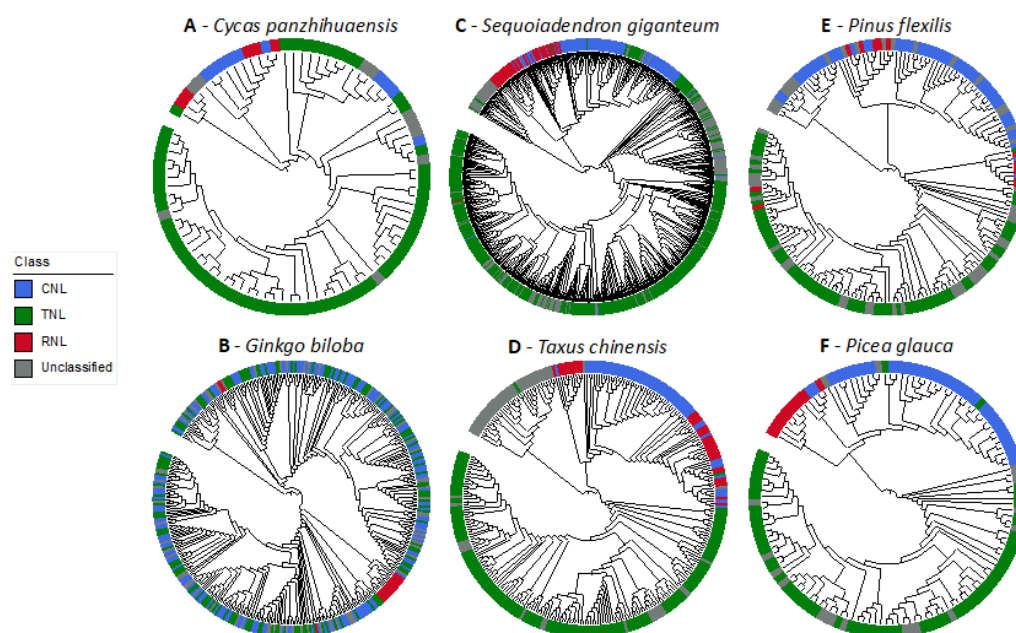 A - Cycas panzhihuaensis
C - Sequoiadendron giganteum
E - Pinus flexilis
Class
CNL
TNL
RNL
Unclassified
B - Ginkgo biloba
D - Taxus chinensis
F - Picea glauca